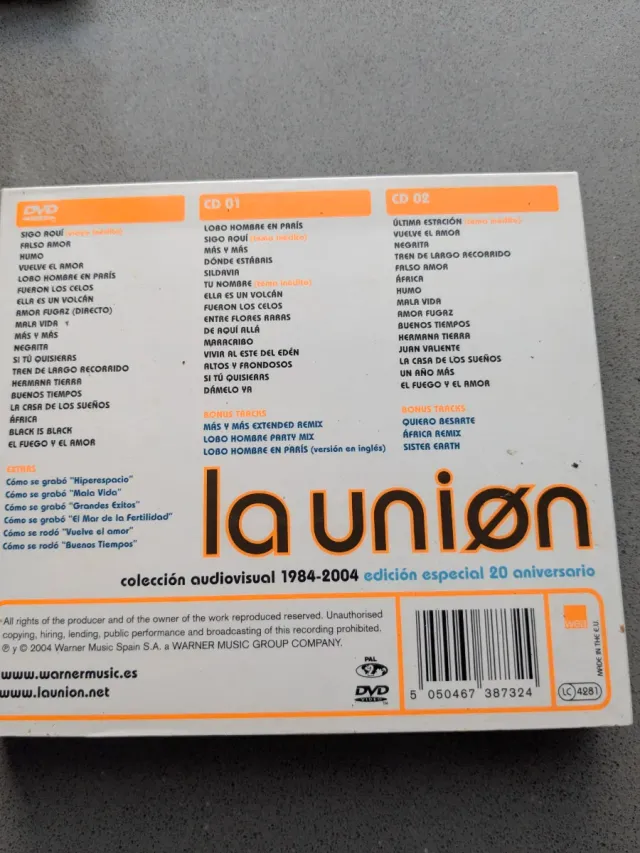 DVD
SIGO AQUÍ (tema inédito)
FALSO AMOR
HUMO
VUELVE EL AMOR
LOBO HOMBRE EN PARÍS
FUERON LOS CELOS
ELLA ES UN VOLCÁN
AMOR FUGAZ (DIRECTO)
MALA VIDA
MÁS Y MÁS
NEGRITA
SI TÚ QUISIERAS
TREN DE LARGO RECORRIDO
HERMANA TIERRA
BUENOS TIEMPOS
LA CASA DE LOS SUEÑOS
ÁFRICA
BLACK IS BLACK
EL FUEGO Y EL AMOR
EXTRAS
Cómo se grabó "Hiperespacio"
Cómo se grabó "Mala Vida"
Cómo se grabó "Grandes Exitos"
Cómo se grabó "El Mar de la Fertilidad"
Cómo se rodó "Vuelve el amor"
Cómo se rodó "Buenos Tiempos"
CD 01
LOBO HOMBRE EN PARÍS
SIGO AQUÍ (tema inédito)
MÁS Y MÁS
DÓNDE ESTABAIS
SILDAVIA
TU NOMBRE (tema inédito)
ELLA ES UN VOLCÁN
FUERON LOS CELOS
ENTRE FLORES RARAS
DE AQUÍ ALLÁ
MARACAIBO
VIVIR AL ESTE DEL EDÉN
ALTOS Y FRONDOSOS
SI TÚ QUISIERAS
DÁMELO YA
BONUS TRACKS
MÁS Y MÁS EXTENDED REMIX
LOBO HOMBRE PARTY MIX
LOBO HOMBRE EN PARÍS (versión en inglés)
CD 02
ÚLTIMA ESTACIÓN (tema inédito)
VUELVE EL AMOR
NEGRITA
TREN DE LARGO RECORRIDO
FALSO AMOR
ÁFRICA
HUMO
MALA VIDA
AMOR FUGAZ
BUENOS TIEMPOS
HERMANA TIERRA
JUAN VALIENTE
LA CASA DE LOS SUEÑOS
UN AÑO MÁS
EL FUEGO Y EL AMOR
BONUS TRACKS
QUIERO BESARTE
ÁFRICA REMIX
SISTER EARTH
la uniøn
colección audiovisual 1984-2004 edición especial 20 aniversario
All rights of the producer and of the owner of the work reproduced reserved. Unauthorised
copying, hiring, lending, public performance and broadcasting of this recording prohibited.
℗ y © 2004 Warner Music Spain S.A. a WARNER MUSIC GROUP COMPANY.
www.warnermusic.es
www.launion.net
PAL
DVD
VIDEO
5 050467 387324
LC 4281
MADE IN THE E.U.